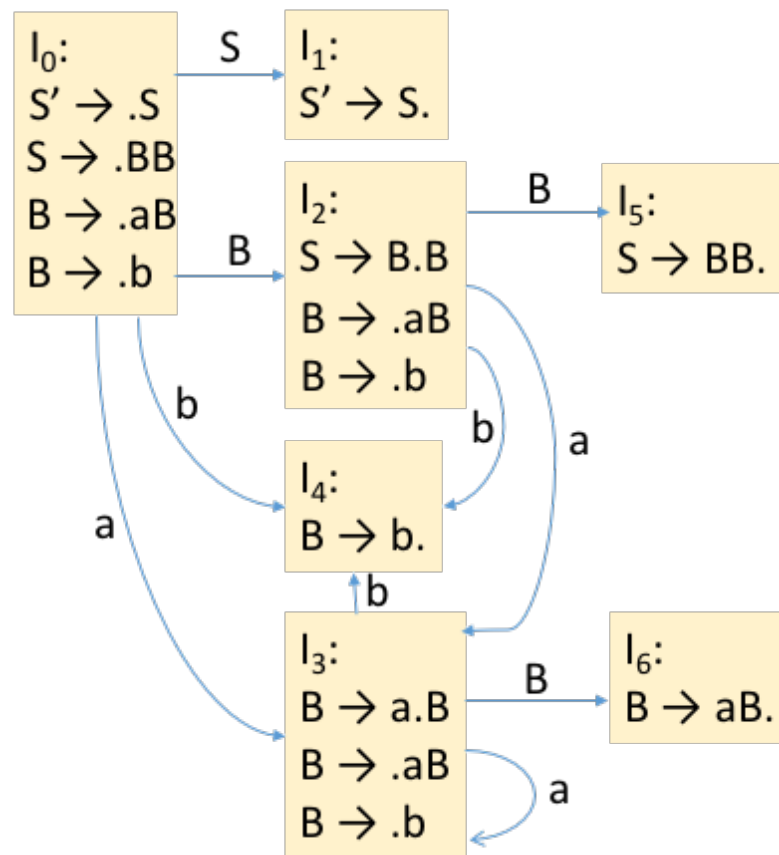 I₀:
S' → .S
S → .BB
B → .aB
B → .b
S
I₁:
S' → S.
B
I₂:
S → B.B
B → .aB
B → .b
B
I₅:
S → BB.
b
a
b
a
I₄:
B → b.
b
I₃:
B → a.B
B → .aB
B → .b
B
a
I₆:
B → aB.